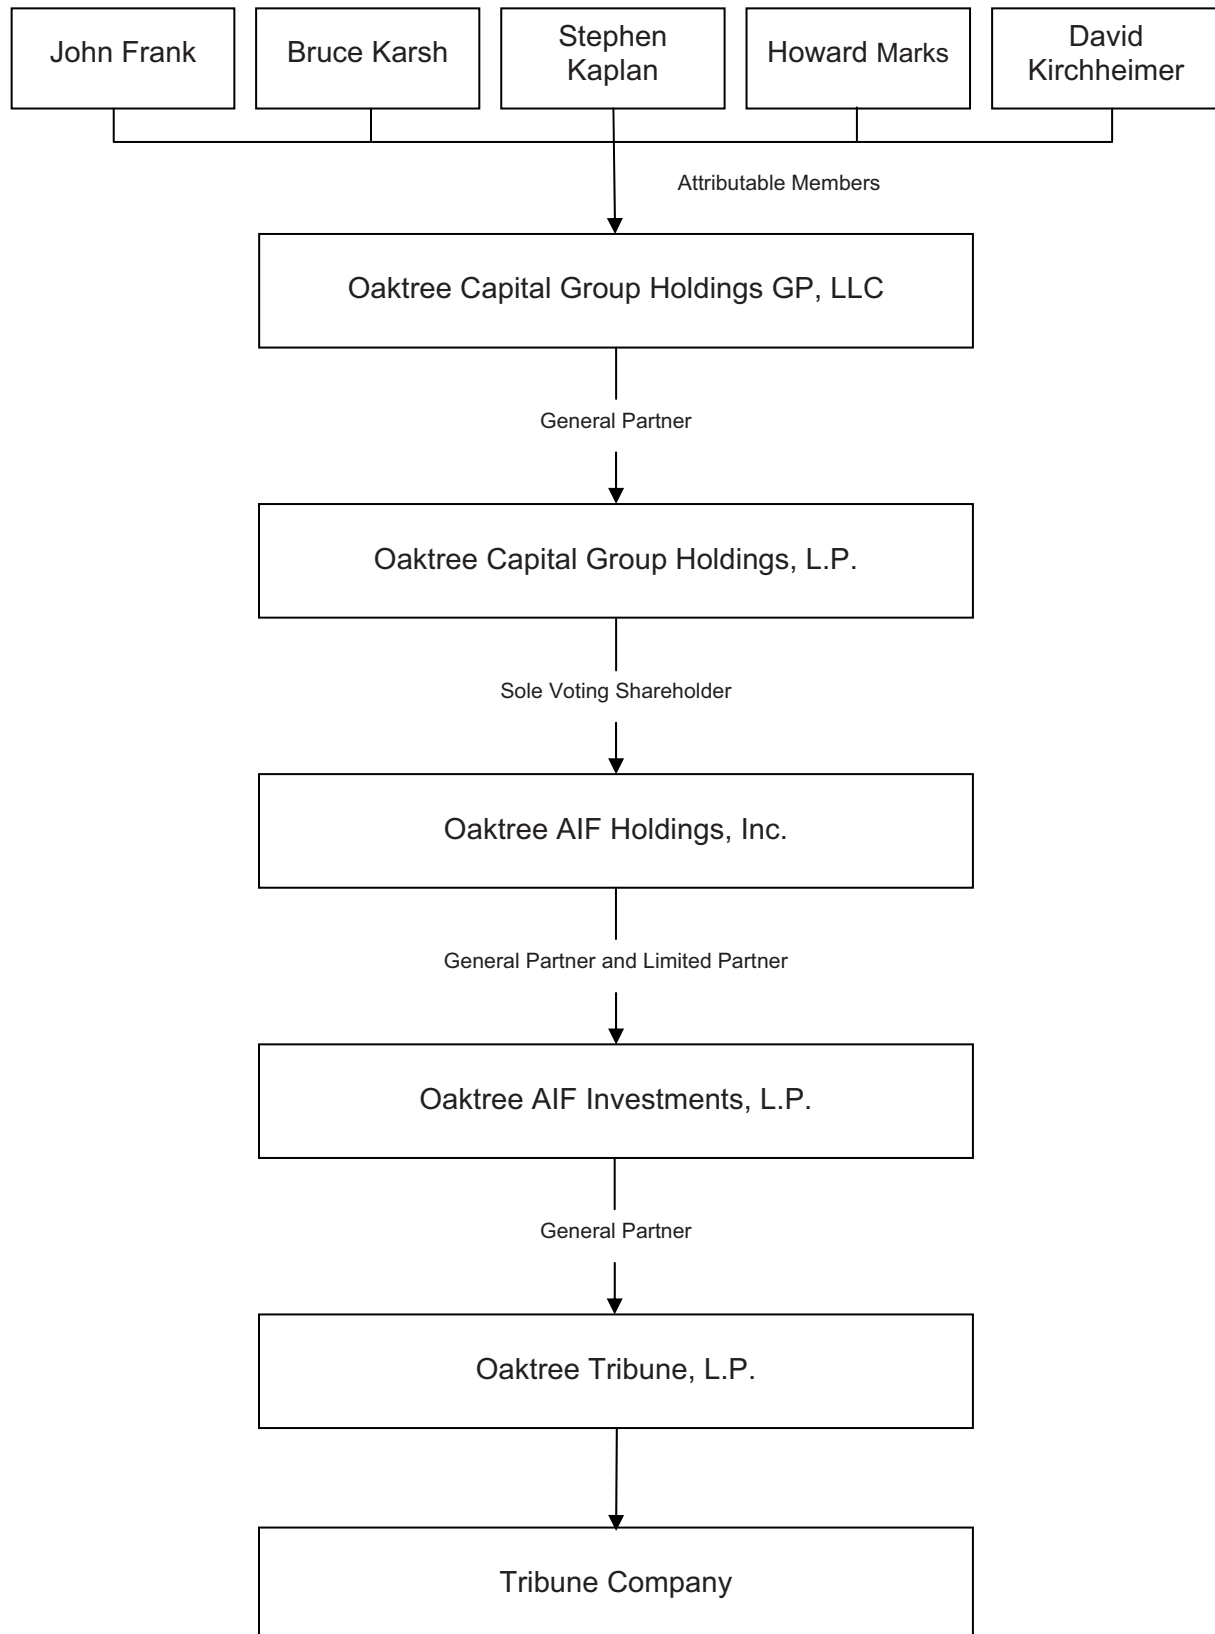 John Frank
Bruce Karsh
Stephen
Kaplan
Howard Marks
David
Kirchheimer
Attributable Members
Oaktree Capital Group Holdings GP, LLC
General Partner
Oaktree Capital Group Holdings, L.P.
Sole Voting Shareholder
Oaktree AIF Holdings, Inc.
General Partner and Limited Partner
Oaktree AIF Investments, L.P.
General Partner
Oaktree Tribune, L.P.
Tribune Company